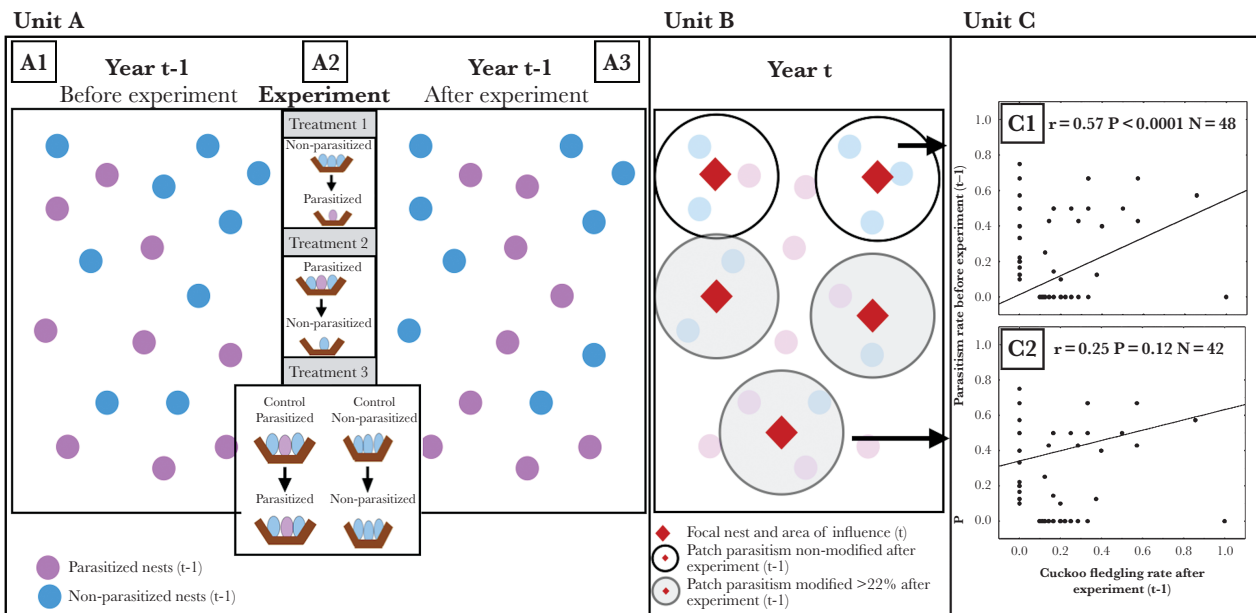 Unit A
Unit B
Unit C
A1
Year t-1
Before experiment
A2
Experiment
Year t-1
After experiment
A3
Treatment 1
Non-parasitized
Parasitized
Treatment 2
Parasitized
Non-parasitized
Treatment 3
Control
Parasitized
Control
Non-parasitized
Parasitized
Non-parasitized
Parasitized nests (t-1)
Non-parasitized nests (t-1)
Year t
Focal nest and area of influence (t)
Patch parasitism non-modified after
experiment (t-1)
Patch parasitism modified >22% after
experiment (t-1)
C1
r = 0.57 P < 0.0001 N = 48
1.0
0.8
0.6
0.4
0.2
0.0
C2
r = 0.25 P = 0.12 N = 42
1.0
0.8
0.6
0.4
0.2
0.0
P
Parasitism rate before experiment (t−1)
0.0 0.2 0.4 0.6 0.8 1.0
Cuckoo fledgling rate after
experiment (t-1)